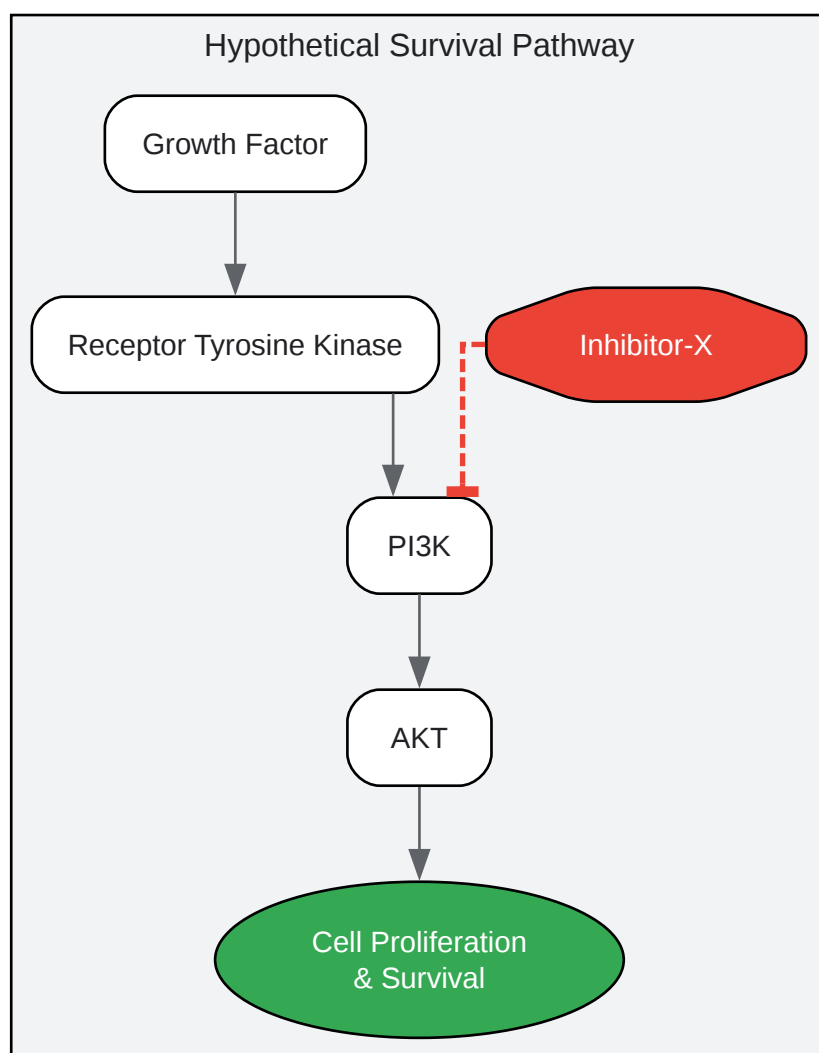 Hypothetical Survival Pathway
Growth Factor
Receptor Tyrosine Kinase
Inhibitor-X
PI3K
AKT
Cell Proliferation
& Survival